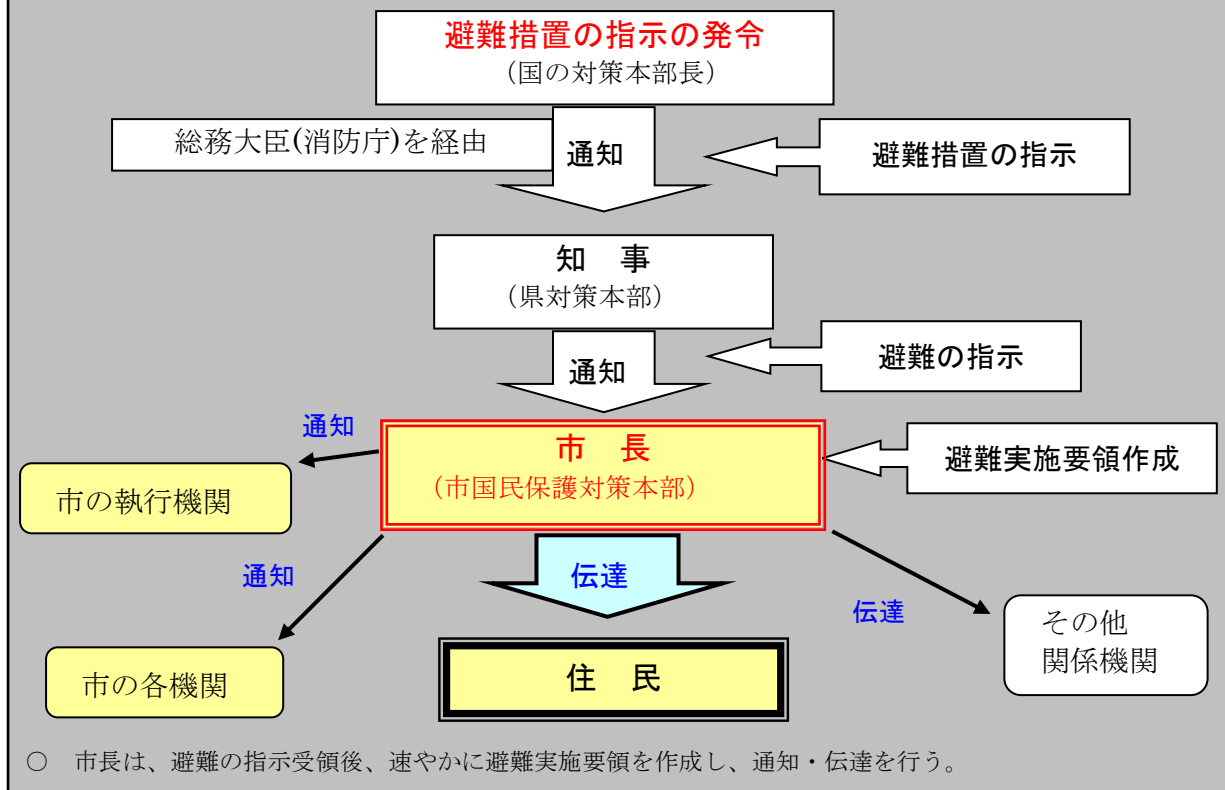 避難措置の指示の発令
（国の対策本部長）
総務大臣(消防庁)を経由
通知
避難措置の指示
知　事
（県対策本部）
通知
避難の指示
通知
市　長
（市国民保護対策本部）
避難実施要領作成
市の執行機関
通知
伝達
伝達
その他
関係機関
市の各機関
住　民
○　市長は、避難の指示受領後、速やかに避難実施要領を作成し、通知・伝達を行う。